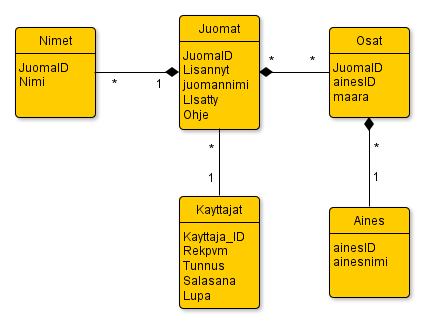 Nimet
JuomaID
Nimi
*
1
Juomat
JuomaID
Lisannyt
juomannimi
LIsatty
Ohje
*
*
Osat
JuomaID
ainesID
maara
*
1
Kayttajat
Kayttaja_ID
Rekpvm
Tunnus
Salasana
Lupa
*
1
Aines
ainesID
ainesnimi